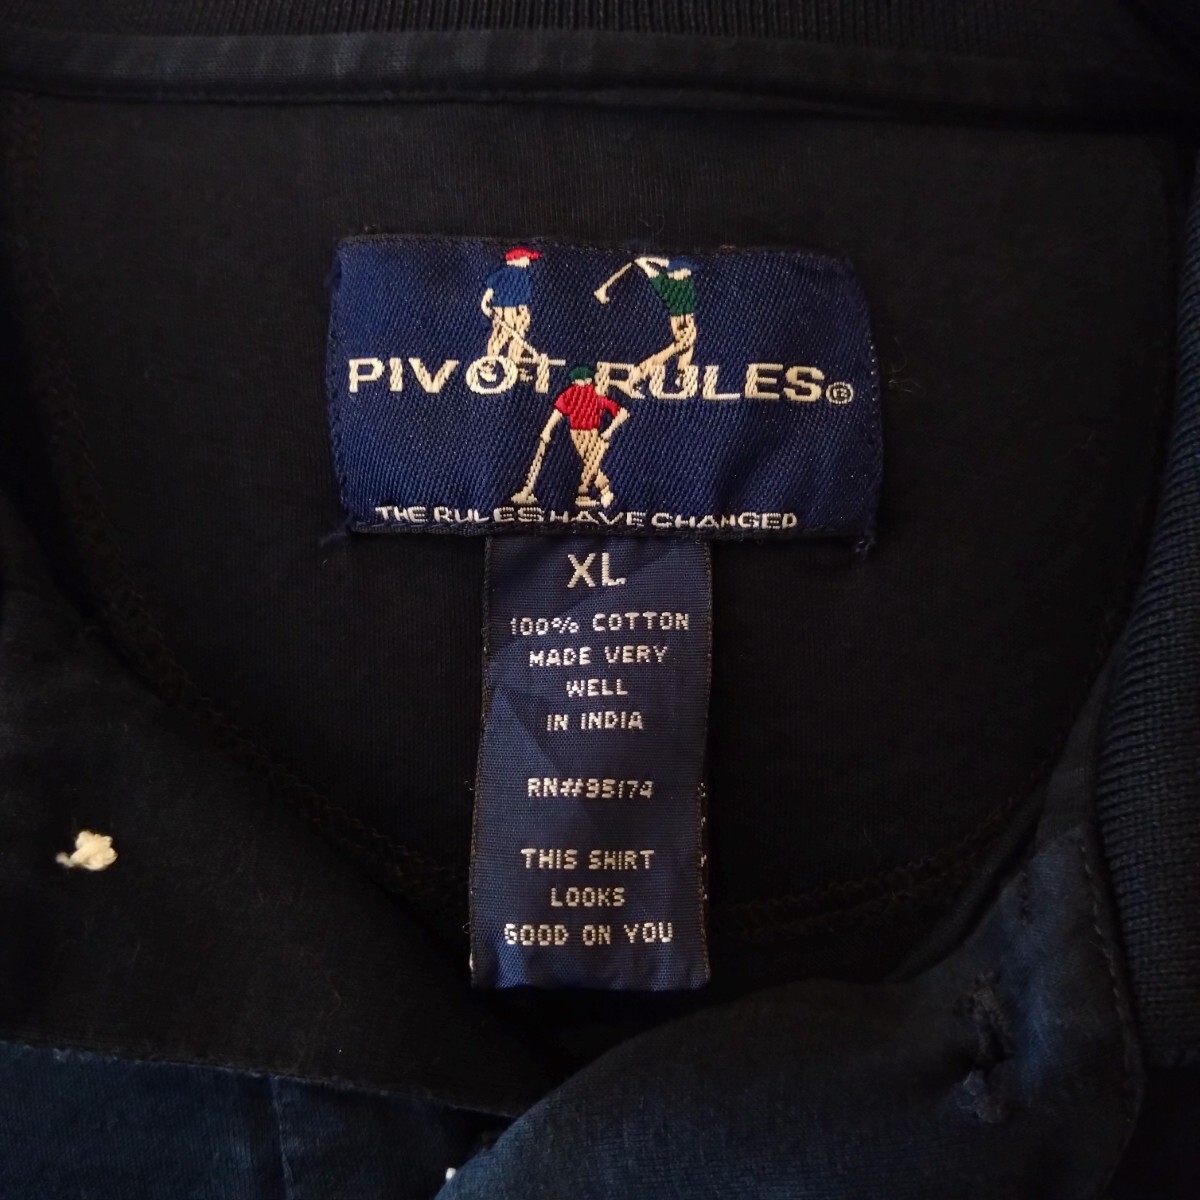 PIVOT RULES®
THE RULES HAVE CHANGED
XL
100% COTTON
MADE VERY
WELL
IN INDIA
RN#95174
THIS SHIRT
LOOKS
GOOD ON YOU